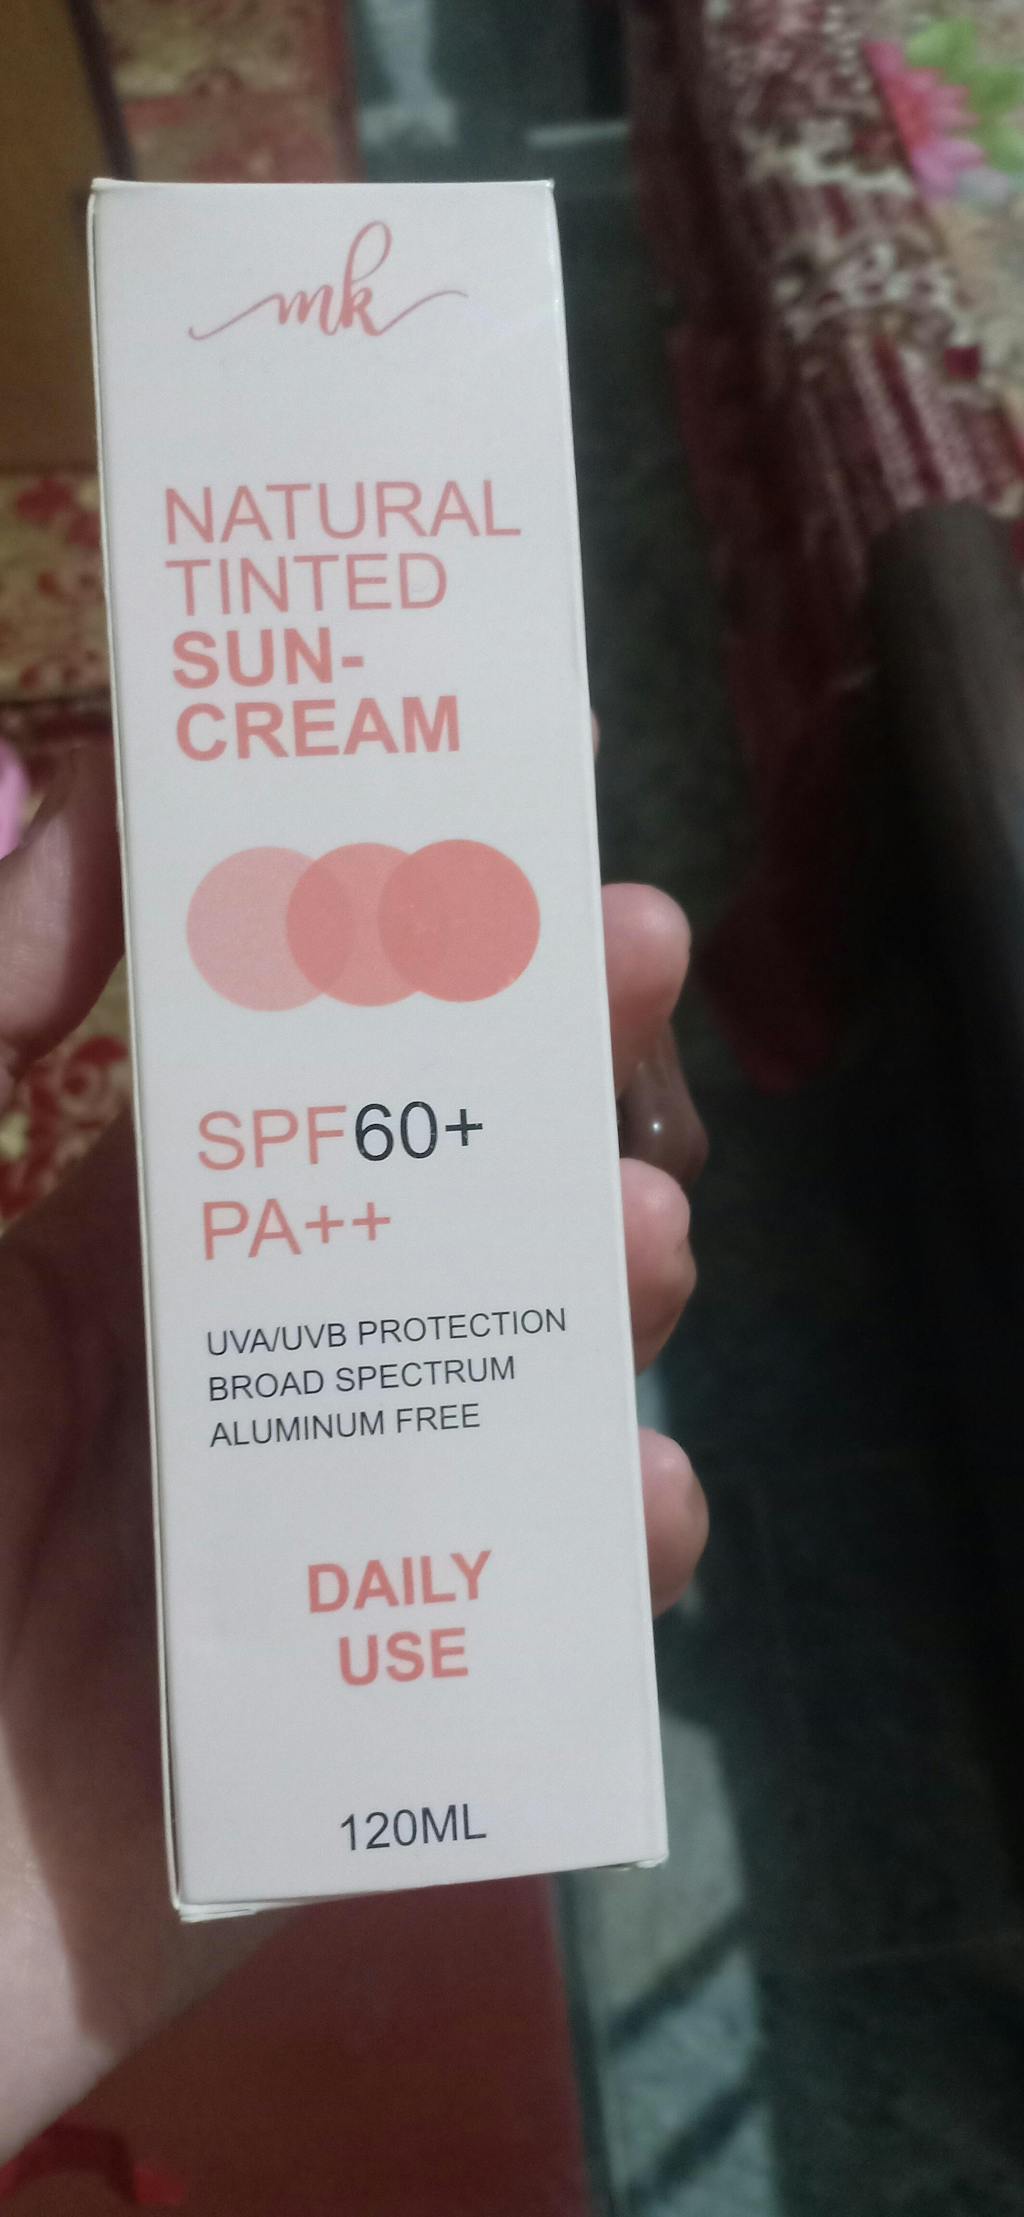 mk
NATURAL
TINTED
SUN-
CREAM
SPF60+
PA++
UVA/UVB PROTECTION
BROAD SPECTRUM
ALUMINUM FREE
DAILY
USE
120ML